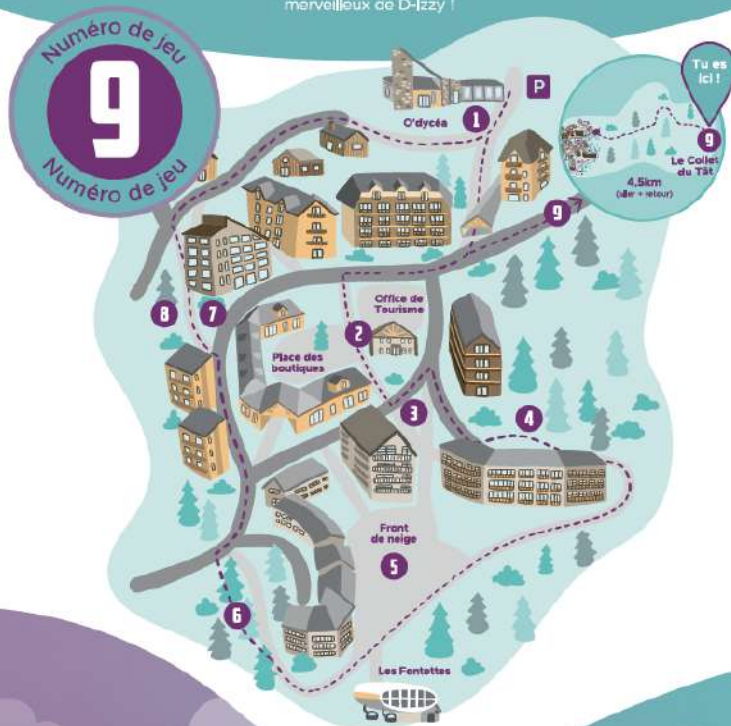 merveilleux de D-Izzy !
Numéro de jeu
9
Numéro de jeu
P
O'dycéa
1
Tu es
ici !
9
Le Collet
du Tât
4,5km
(aller + retour)
9
Office de
Tourisme
8
7
2
Place des
boutiques
3
4
Front
de neige
5
6
Les Fontettes